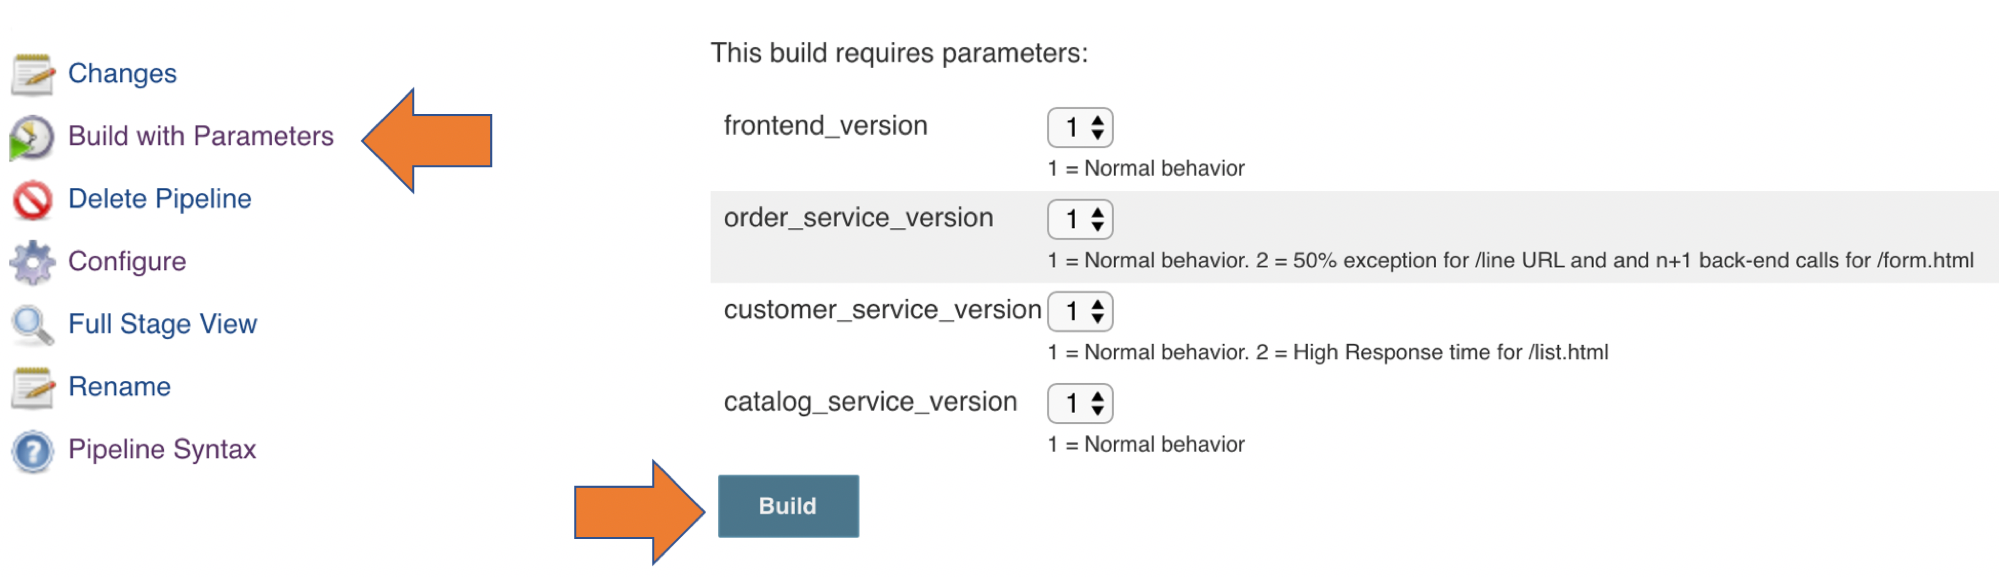 Changes
Build with Parameters
Delete Pipeline
Configure
Full Stage View
Rename
Pipeline Syntax
This build requires parameters:
frontend_version 1
1 = Normal behavior
order_service_version 1
1 = Normal behavior. 2 = 50% exception for /line URL and and n+1 back-end calls for /form.html
customer_service_version 1
1 = Normal behavior. 2 = High Response time for /list.html
catalog_service_version 1
1 = Normal behavior
Build